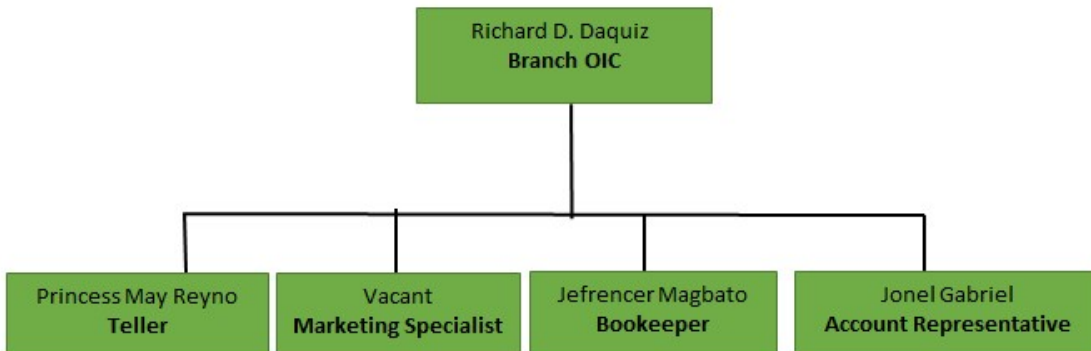 Richard D. Daquiz
Branch OIC
Princess May Reyno
Teller
Vacant
Marketing Specialist
Jefrencer Magbato
Bookeeper
Jonel Gabriel
Account Representative